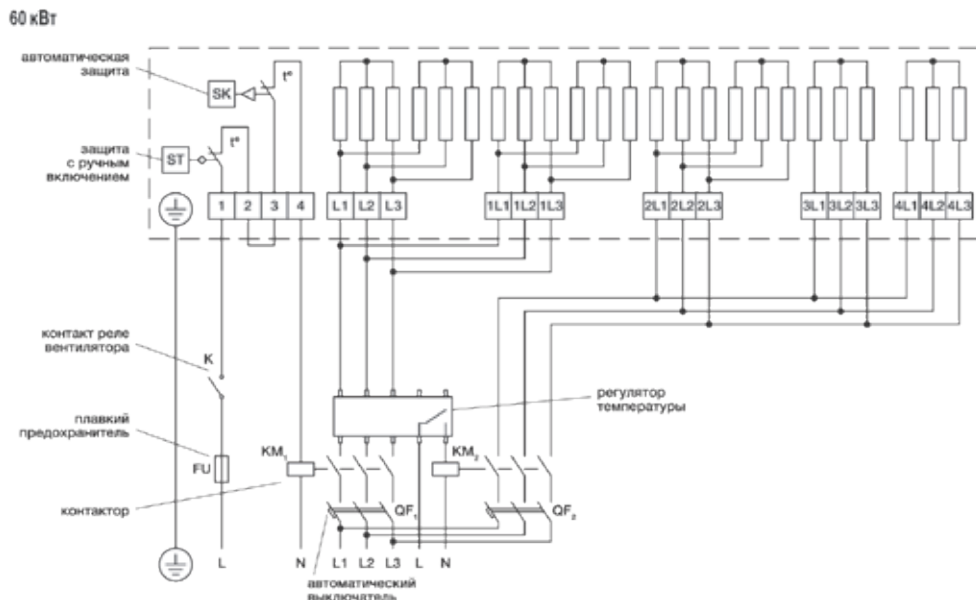 60 кВт
автоматическая
защита
SK
t°
защита
с ручным
включением
ST
t°
1 2 3 4
L1 L2 L3
1L1 1L2 1L3
2L1 2L2 2L3
3L1 3L2 3L3
4L1 4L2 4L3
контакт реле
вентилятора
K
регулятор
температуры
плавкий
предохранитель
FU
KM₁
KM₂
контактор
QF₁
QF₂
L N L1 L2 L3 L N
автоматический
выключатель